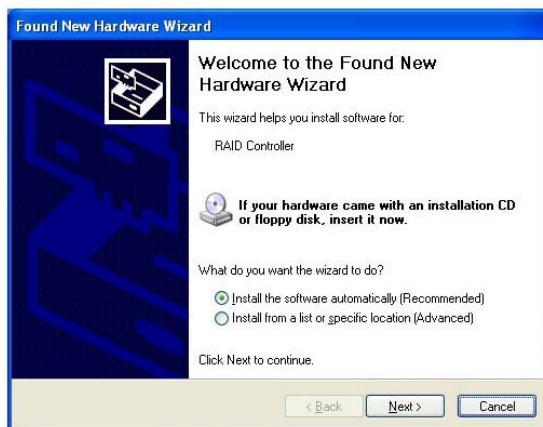 Found New Hardware Wizard
Welcome to the Found New
Hardware Wizard
This wizard helps you install software for:
RAID Controller
If your hardware came with an installation CD
or floppy disk, insert it now.
What do you want the wizard to do?
Install the software automatically (Recommended)
Install from a list or specific location (Advanced)
Click Next to continue.
< Back
Next >
Cancel